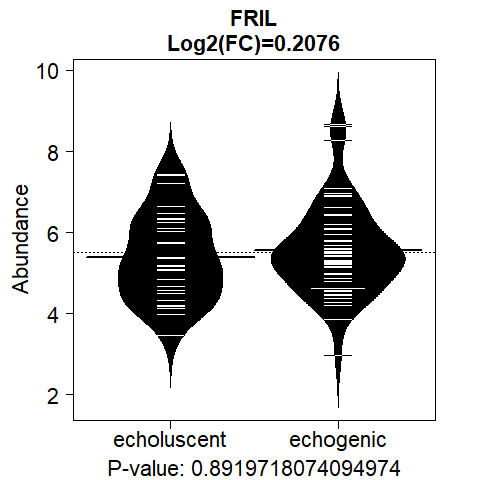 FRIL
Log2(FC)=0.2076
Abundance
10
8
6
4
2
echoluscent echogenic
P-value: 0.8919718074094974